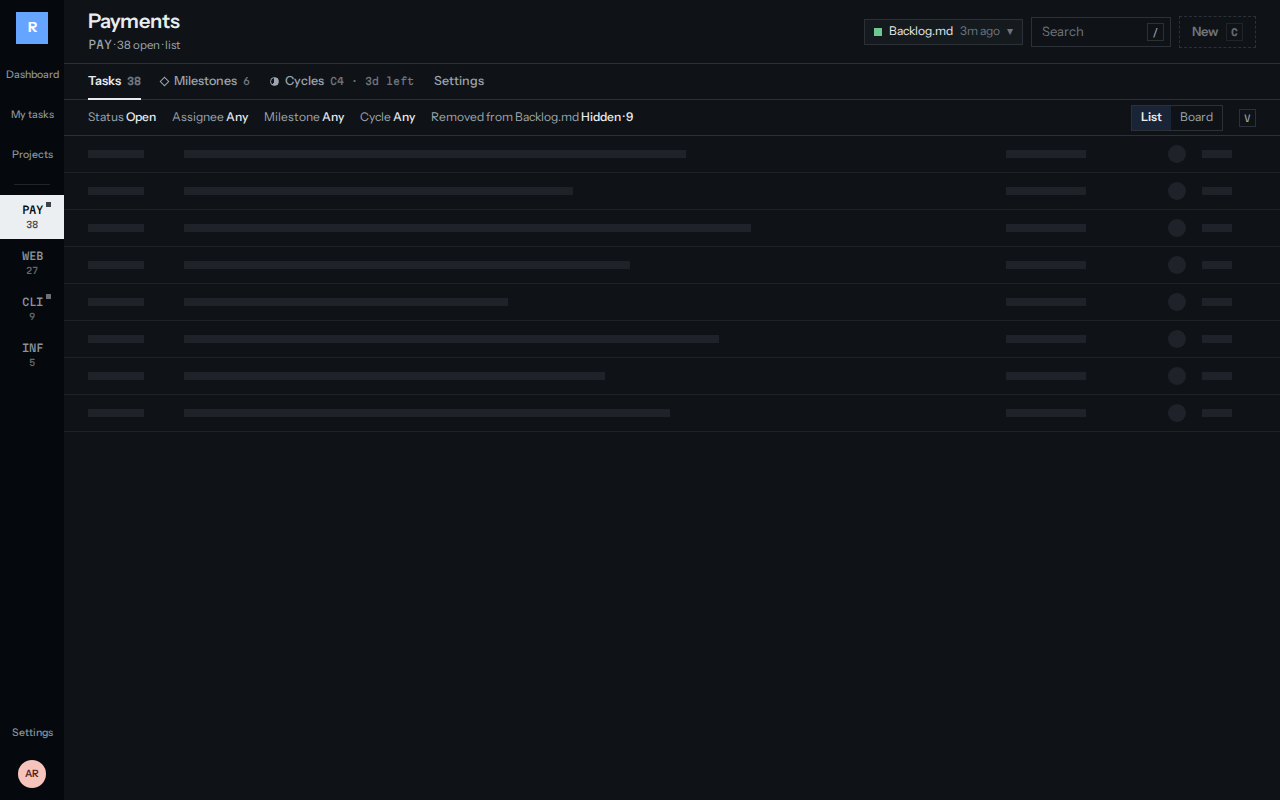 R
Dashboard
My tasks
Projects
PAY
38
WEB
27
CLI
9
INF
5
Settings
AR
Payments
PAY · 38 open · list
Backlog.md 3m ago ▾
Search /
New C
Tasks 38
Milestones 6
Cycles C4 · 3d left
Settings
Status Open Assignee Any Milestone Any Cycle Any Removed from Backlog.md Hidden · 9
List Board V